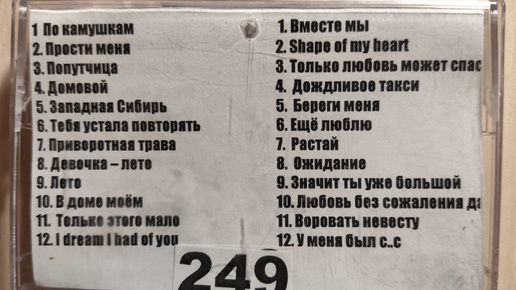 1 По камушкам
2. Прости меня
3. Попутчица
4. Домовой
5. Западная Сибирь
6. Тебя устала повторять
7. Приворотная трава
8. Девочка – лето
9. Лето
10. В доме моём
11. Только этого мало
12. I dream I had of you
1. Вместе мы
2. Shape of my heart
3. Только любовь может спас
4. Дождливое такси
5. Береги меня
6. Ещё люблю
7. Растай
8. Ожидание
9. Значит ты уже большой
10. Любовь без сожаления да
11. Воровать невесту
12. У меня был с..с
249